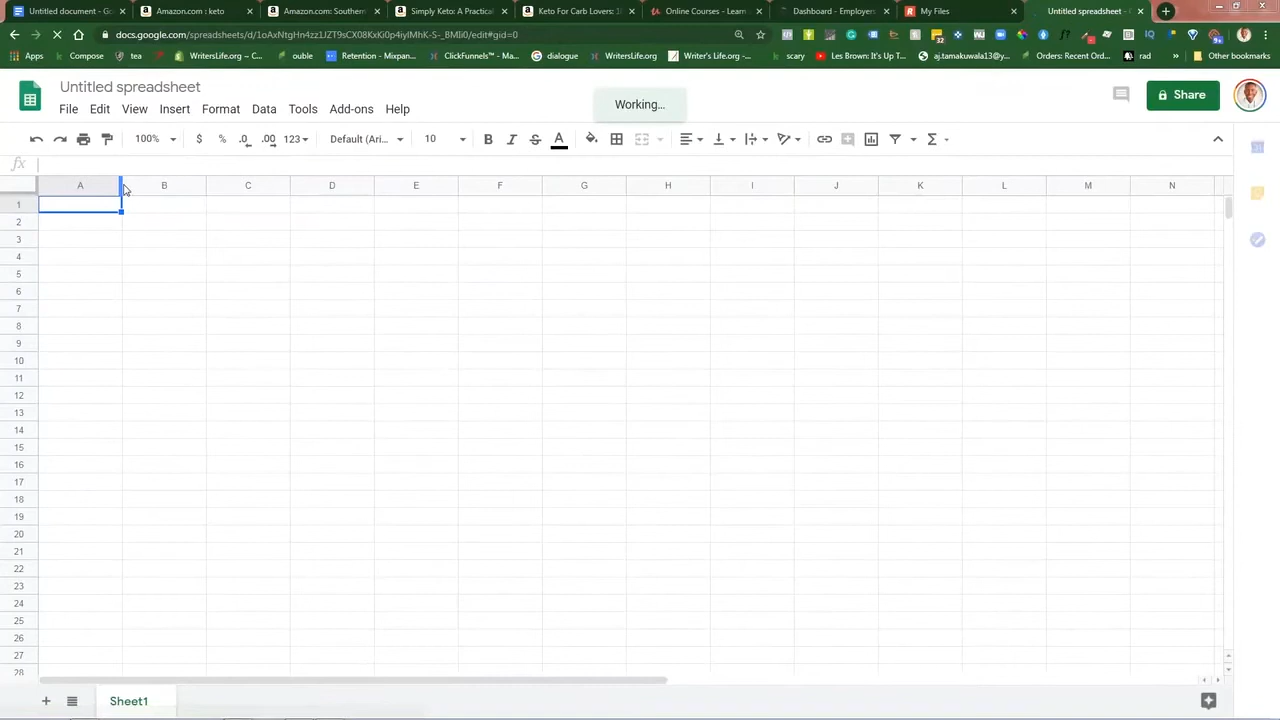 Untitled document - Go
Amazon.com : keto
Amazon.com: Southern
Simply Keto: A Practical
Keto For Carb Lovers: 1
Online Courses - Learn
Dashboard - Employers
My Files
Untitled spreadsheet - G
docs.google.com/spreadsheets/d/
/edit#gid=0
Apps
Compose
tea
WritersLife.org ~ C...
ouble
Retention - Mixpan...
ClickFunnels™ - Ma...
dialogue
WritersLife.org
Writer's Life.org -...
scary
Les Brown It's Up T...
aj.tamakuwala13@y...
Orders: Recent Ord...
rad
Other bookmarks
Untitled spreadsheet
File Edit View Insert Format Data Tools Add-ons Help
Working...
Share
100% $ % .0 .00 123 Default (Ari... 10 B I S A Σ
fx
A B C D E F G H I J K L M N
1
2
3
4
5
6
7
8
9
10
11
12
13
14
15
16
17
18
19
20
21
22
23
24
25
26
27
28
Sheet1